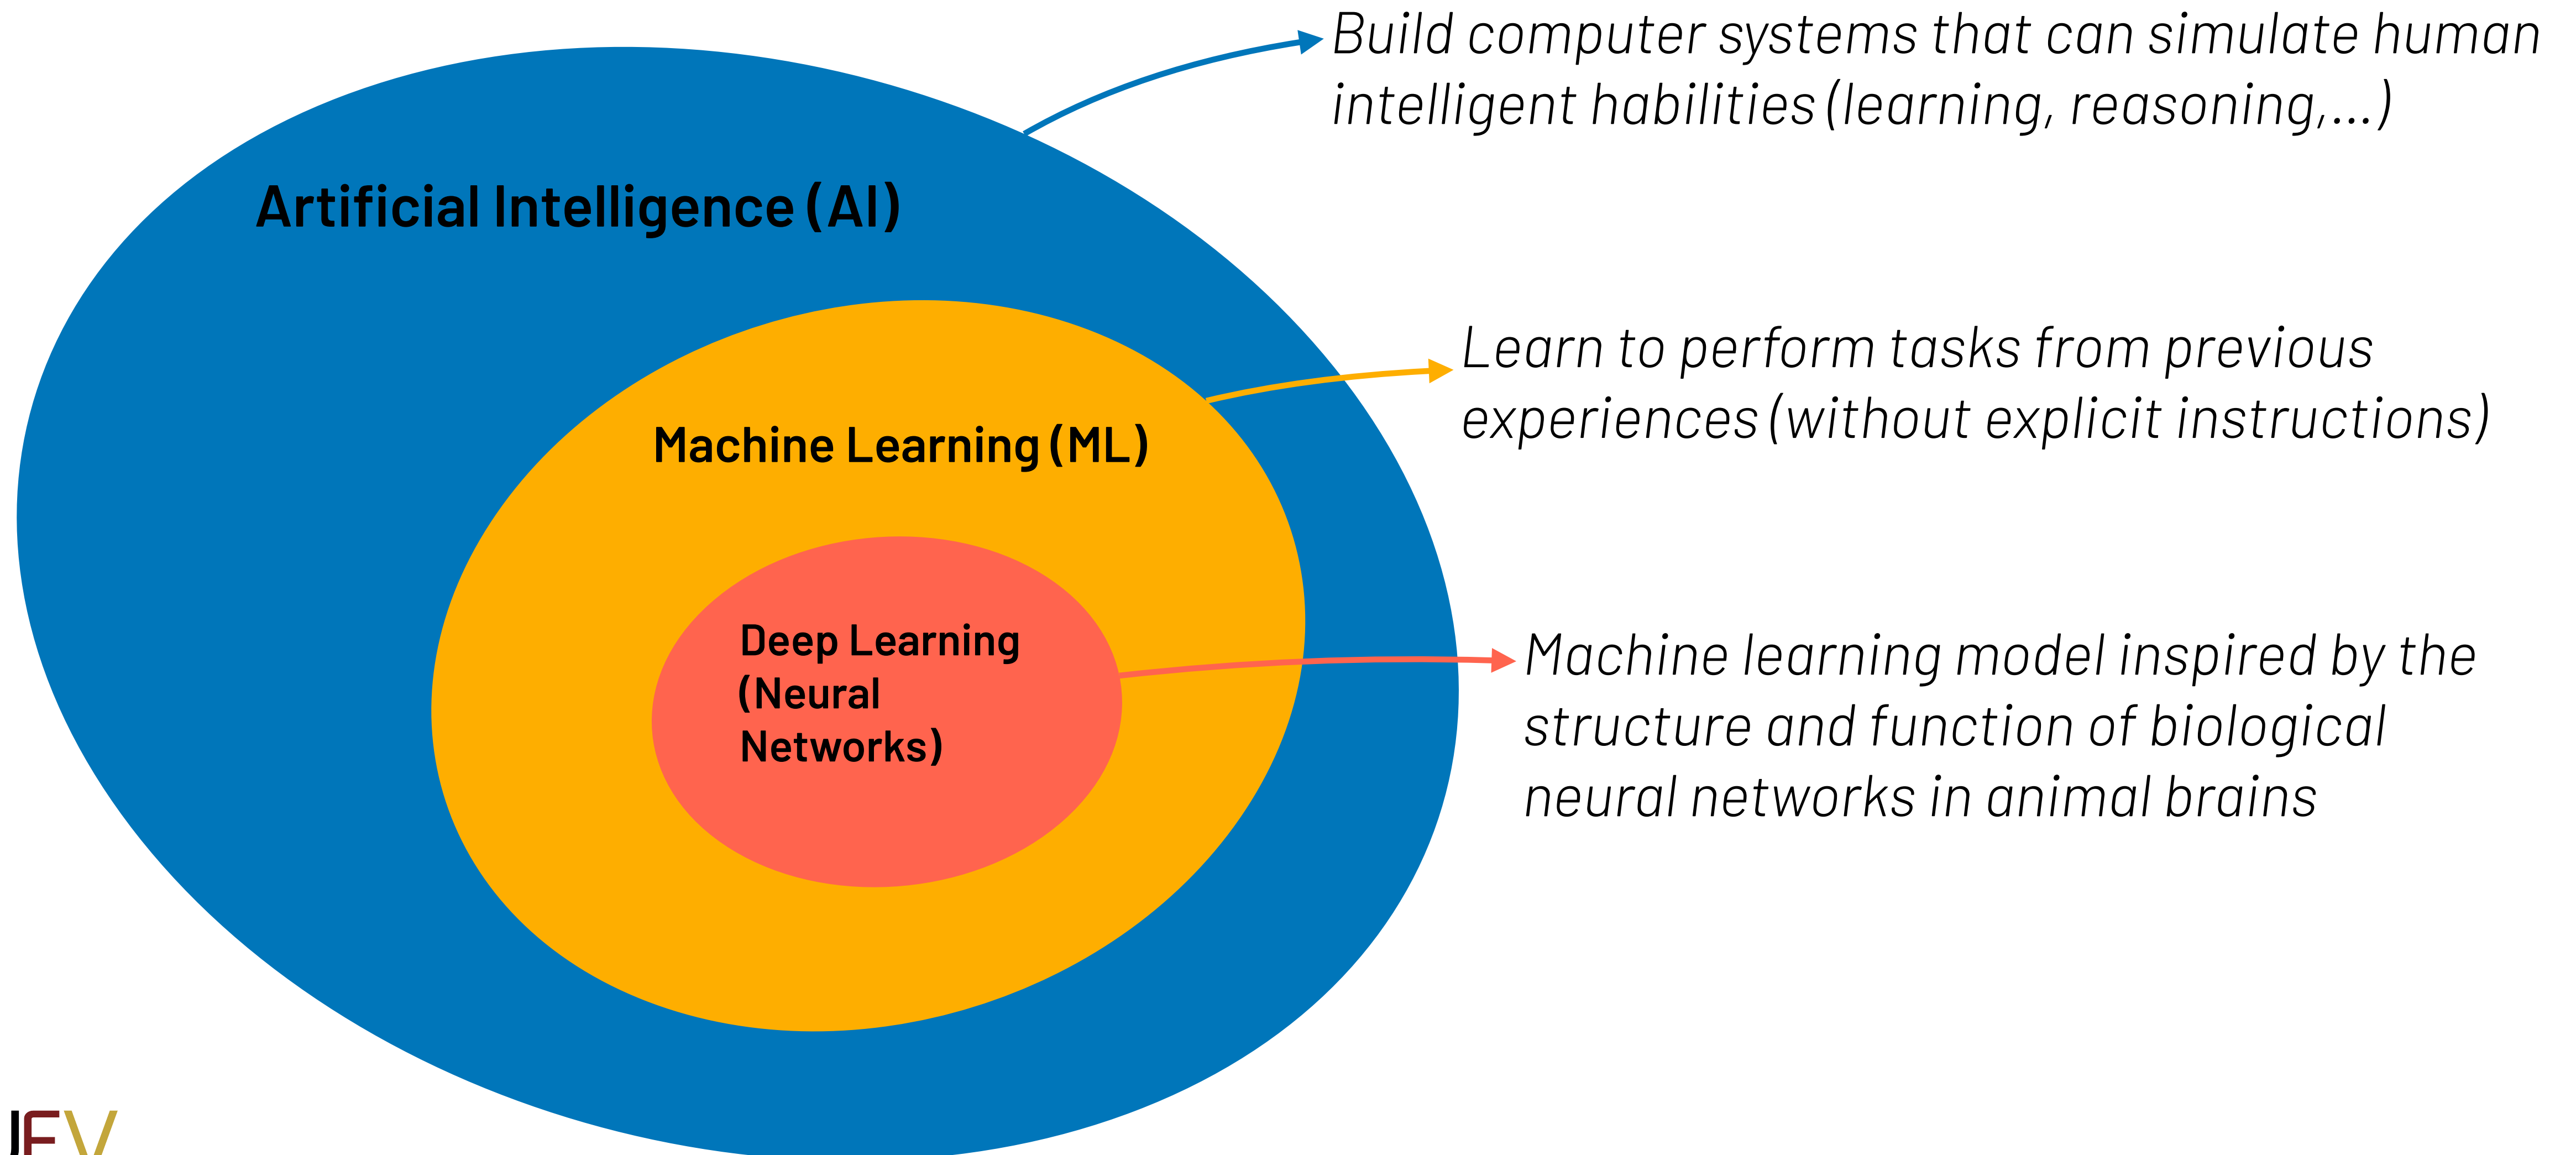 Build computer systems that can simulate human
intelligent habilities (learning, reasoning,...)
Artificial Intelligence (AI)
Learn to perform tasks from previous
experiences (without explicit instructions)
Machine Learning (ML)
Deep Learning
(Neural
Networks)
Machine learning model inspired by the
structure and function of biological
neural networks in animal brains